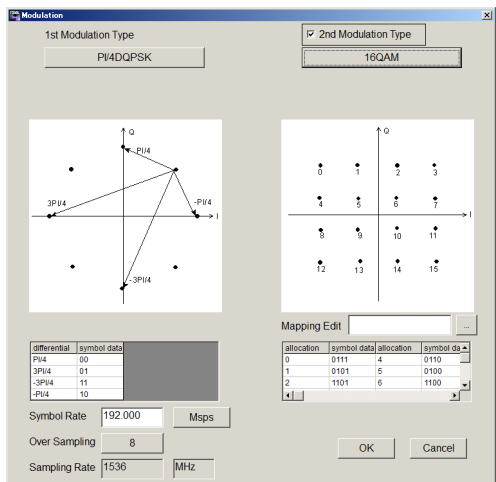 Modulation
1st Modulation Type
2nd Modulation Type
PI/4DQPSK
16QAM
Q
PI/4
3PI/4
-PI/4
I
-3PI/4
Q
0 1 2 3
4 5 6 7
I
8 9 10 11
12 13 14 15
Mapping Edit
...
differential symbol data
PI/4 00
3PI/4 01
-3PI/4 11
-PI/4 10
allocation symbol data allocation symbol da
0 0111 4 0110
1 0101 5 0100
2 1101 6 1100
Symbol Rate 192.000 Msps
Over Sampling 8
Sampling Rate 1536 MHz
OK Cancel